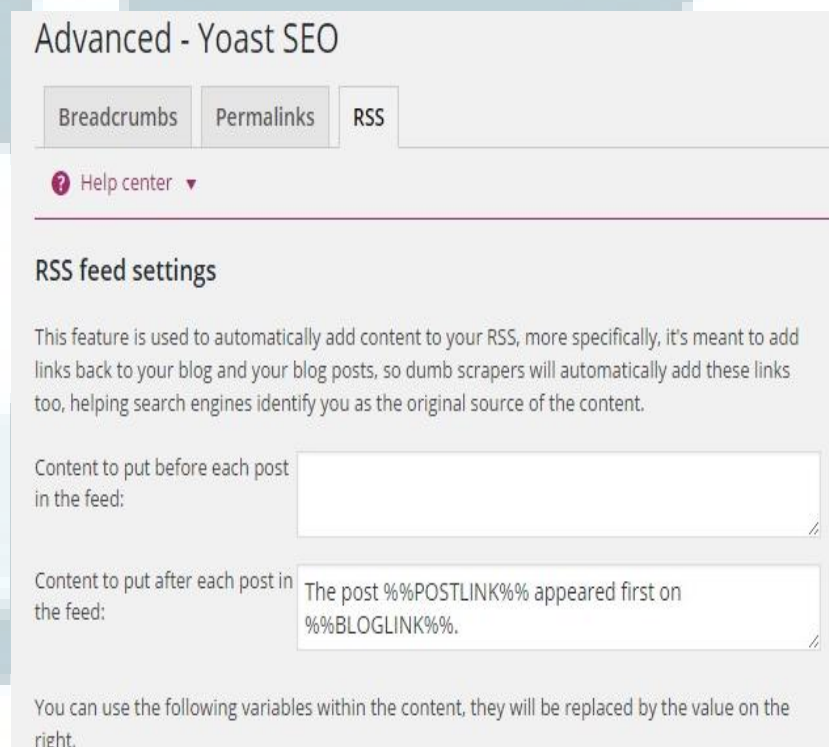 Advanced - Yoast SEO
Breadcrumbs Permalinks RSS
? Help center ▼
RSS feed settings
This feature is used to automatically add content to your RSS, more specifically, it's meant to add
links back to your blog and your blog posts, so dumb scrapers will automatically add these links
too, helping search engines identify you as the original source of the content.
Content to put before each post
in the feed:
Content to put after each post in
the feed:
The post %%POSTLINK%% appeared first on
%%BLOGLINK%%.
You can use the following variables within the content, they will be replaced by the value on the
right.